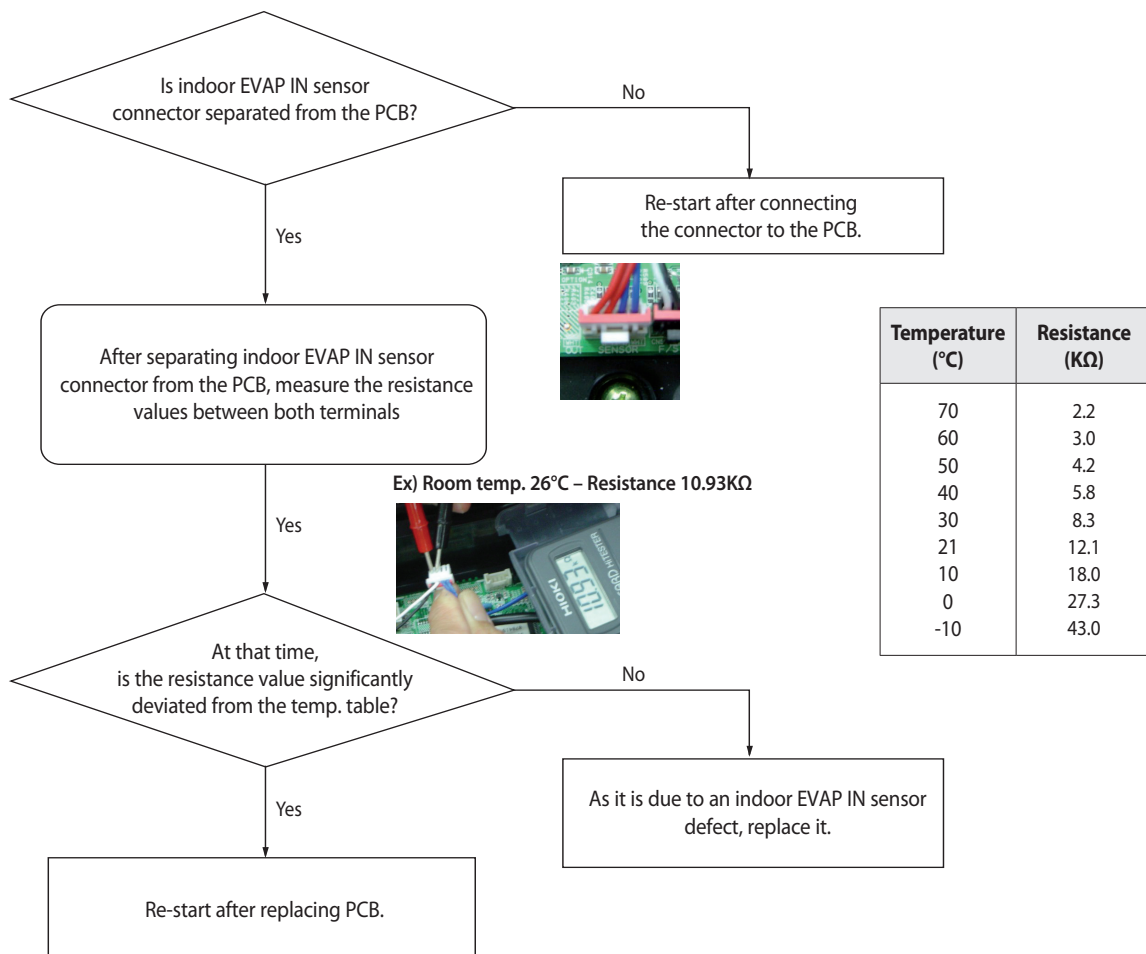 Is indoor EVAP IN sensor
connector separated from the PCB?
No
Re-start after connecting
the connector to the PCB.
Yes
OUT SENSOR
After separating indoor EVAP IN sensor
connector from the PCB, measure the resistance
values between both terminals
Temperature Resistance
(°C) (KΩ)
70 2.2
60 3.0
50 4.2
40 5.8
30 8.3
21 12.1
10 18.0
0 27.3
-10 43.0
Ex) Room temp. 26°C – Resistance 10.93KΩ
Yes
HIOKI
At that time,
is the resistance value significantly
deviated from the temp. table?
No
As it is due to an indoor EVAP IN sensor
defect, replace it.
Yes
Re-start after replacing PCB.